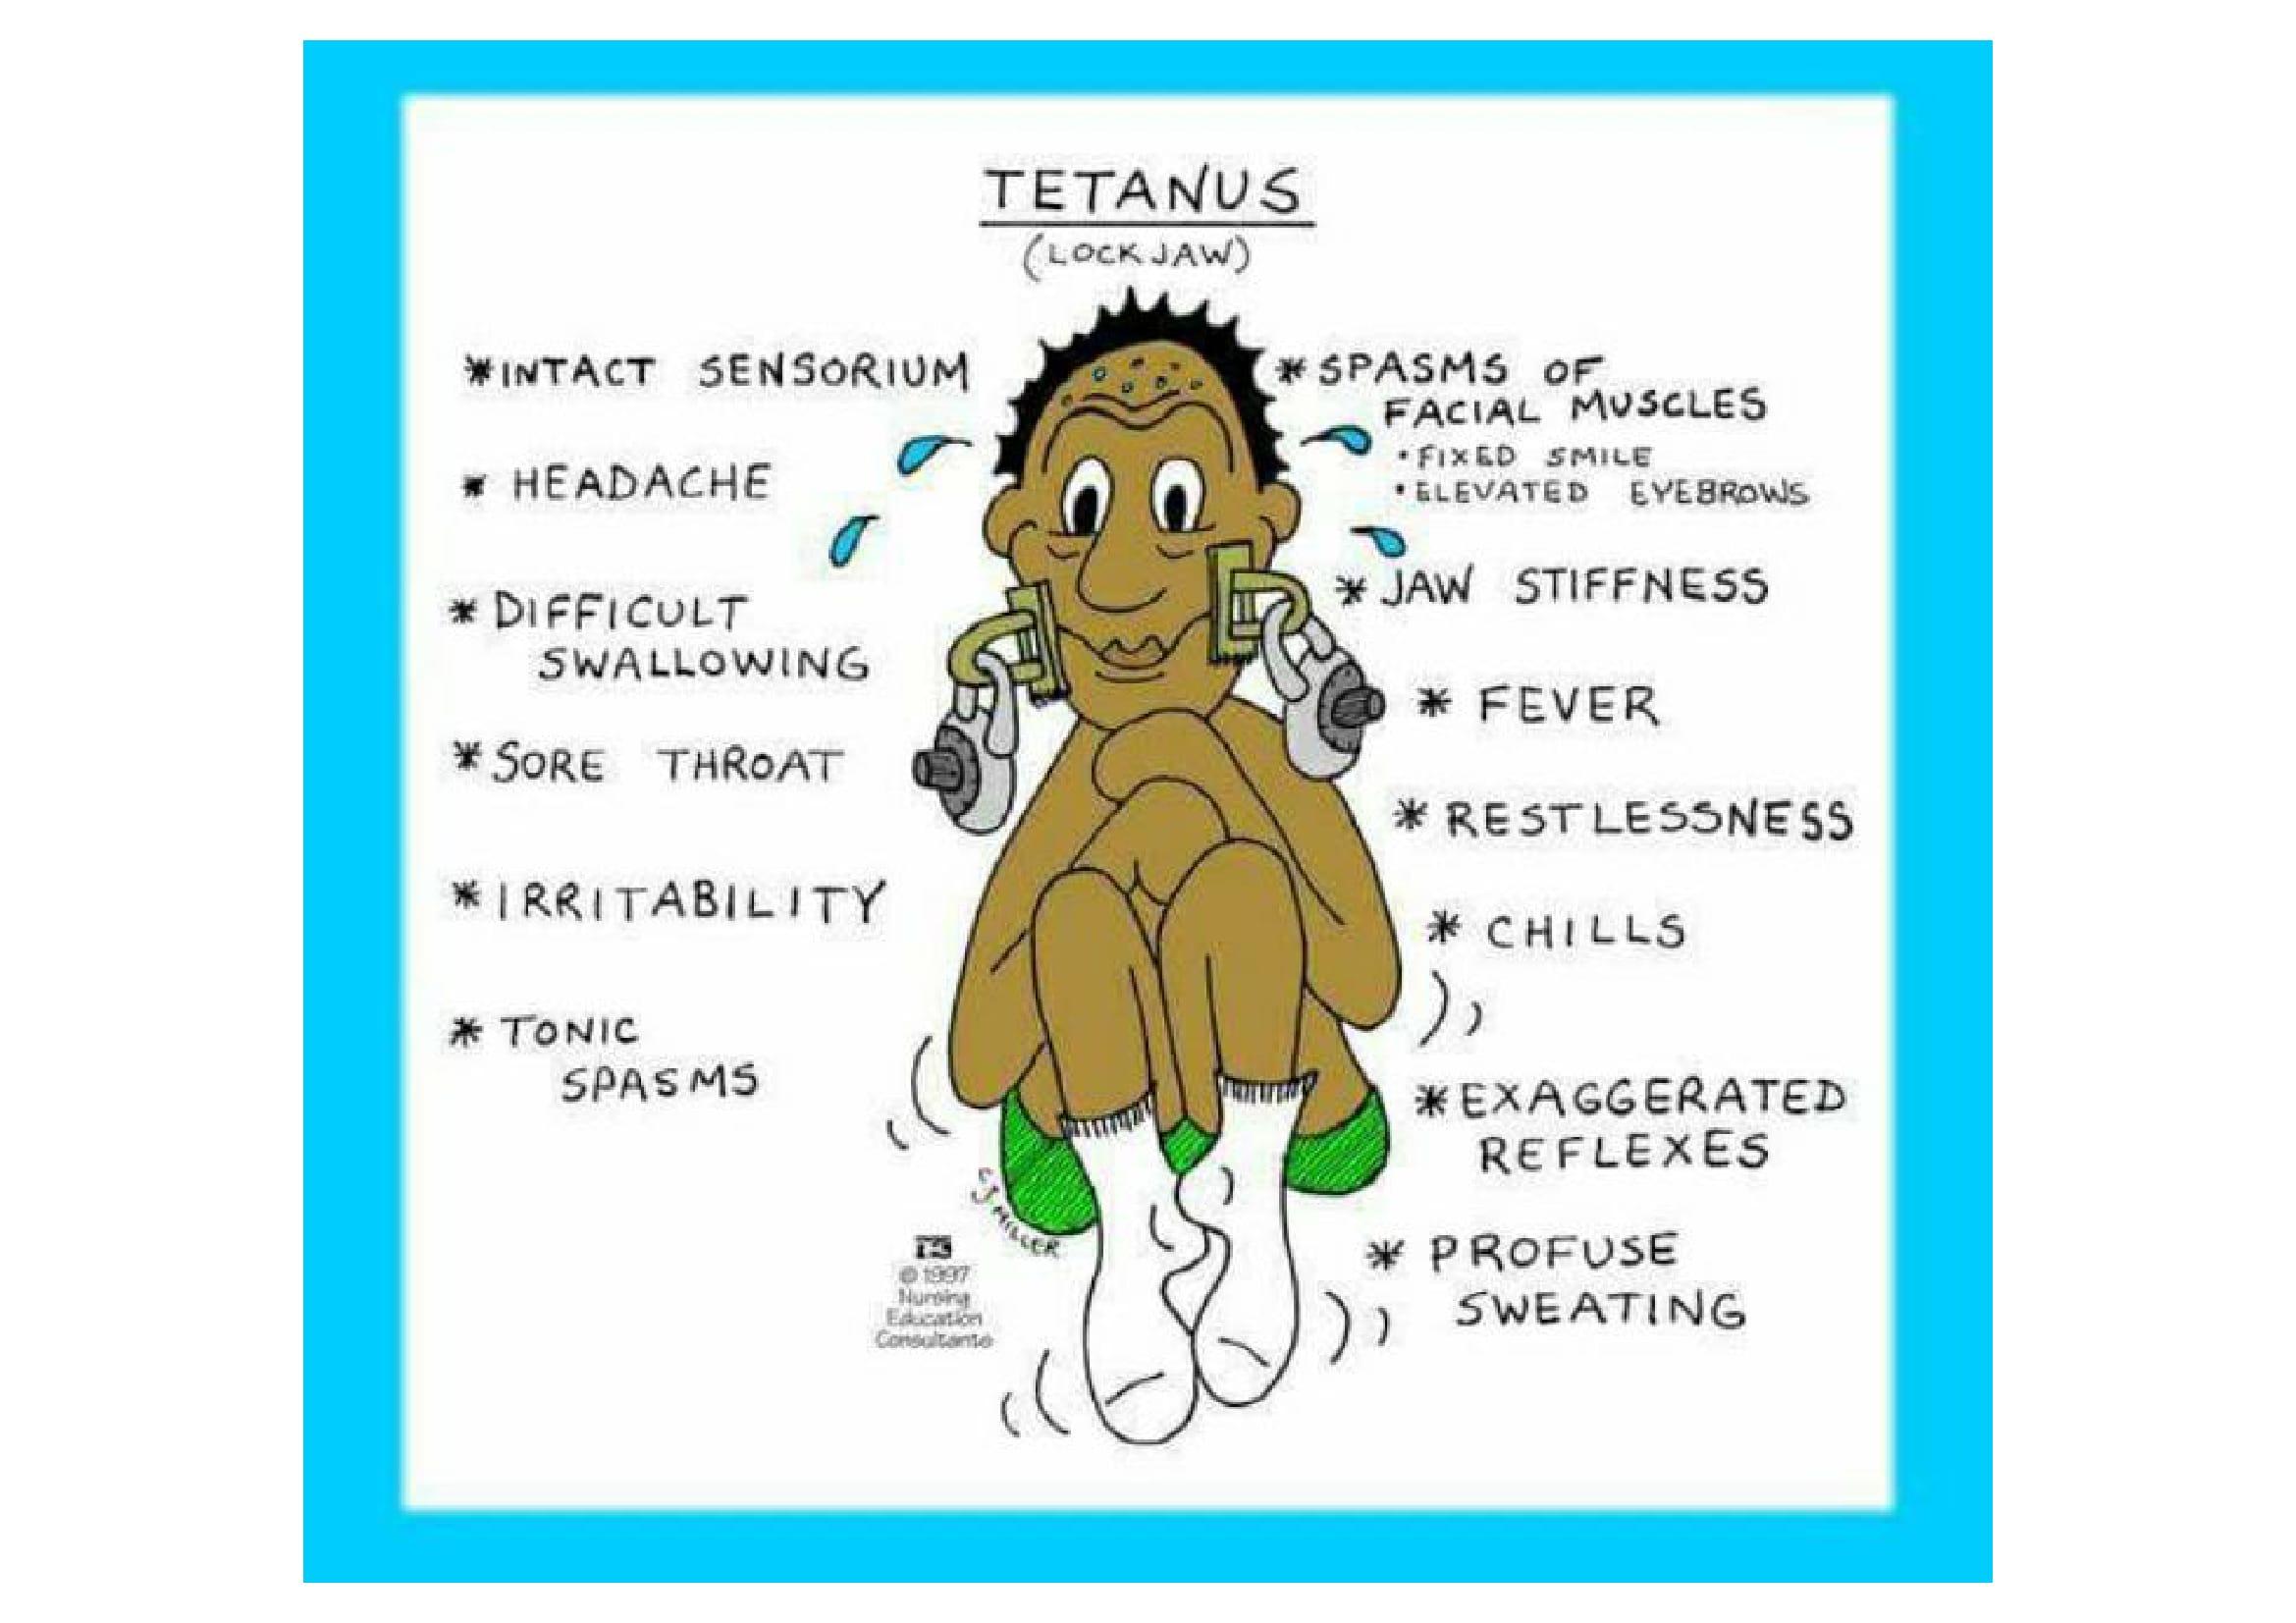 TETANUS
(LOCKJAW)
*INTACT SENSORIUM
* HEADACHE
* DIFFICULT
SWALLOWING
* SORE THROAT
* IRRITABILITY
* TONIC
SPASMS
* SPASMS OF
FACIAL MUSCLES
• FIXED SMILE
• ELEVATED EYEBROWS
* JAW STIFFNESS
* FEVER
* RESTLESSNESS
* CHILLS
* EXAGGERATED
REFLEXES
* PROFUSE
SWEATING
CJ MILLER
© 1997
Nursing
Education
Consultants